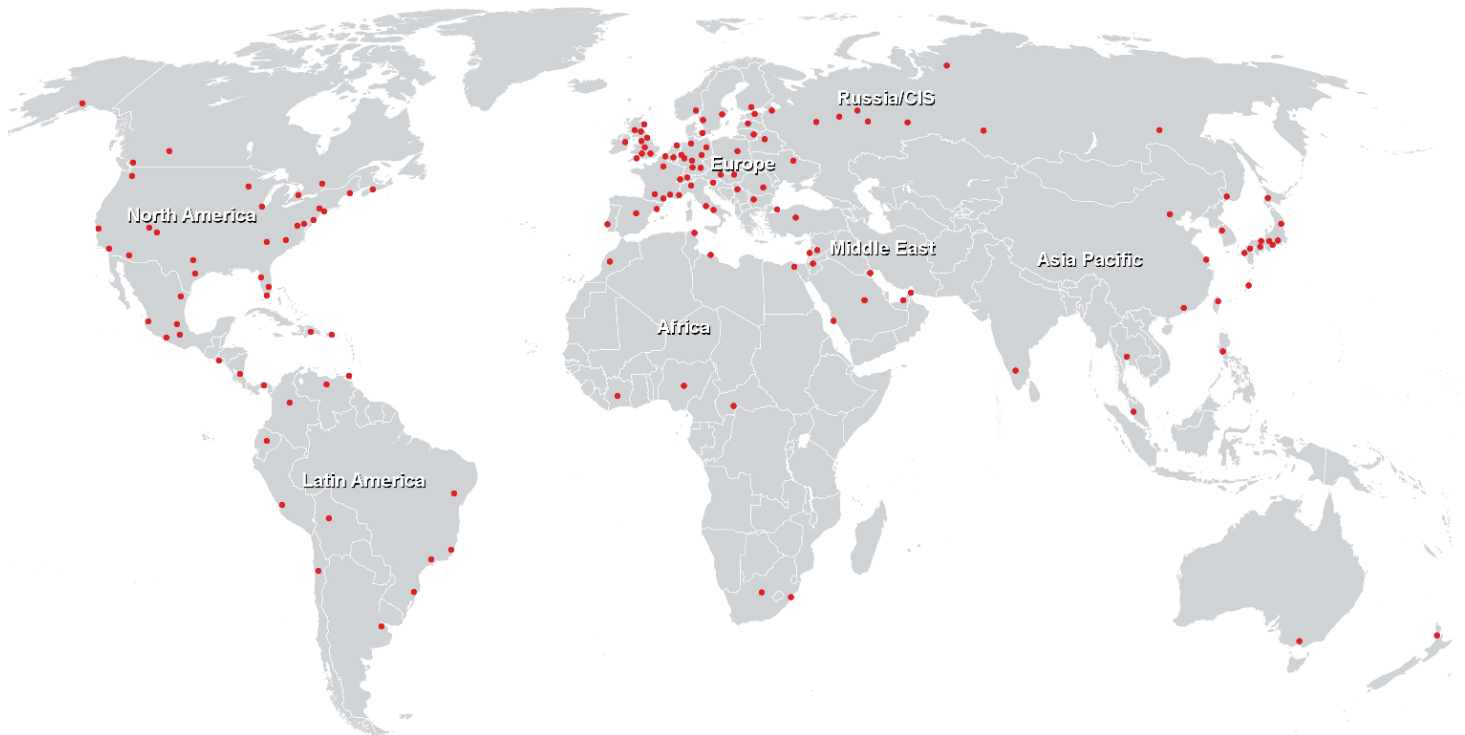 Russia/CIS
Europe
North America
Middle East
Asia Pacific
Africa
Latin America